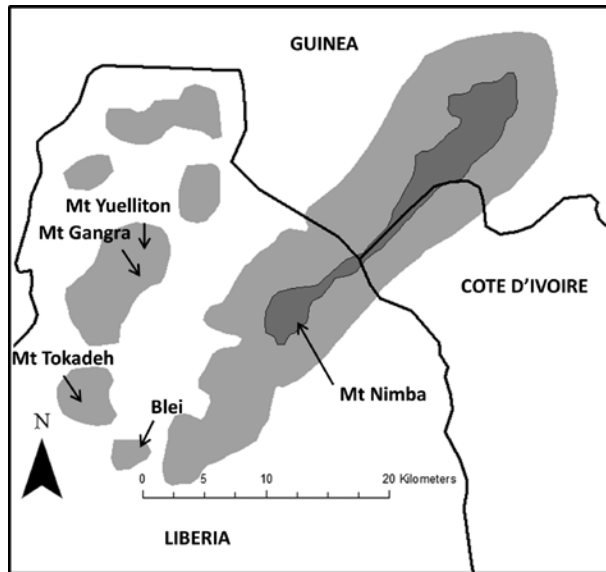 GUINEA
Mt Yuelliton
Mt Gangra
COTE D'IVOIRE
Mt Tokadeh
Blei
Mt Nimba
N
0 5 10 20 Kilometers
LIBERIA